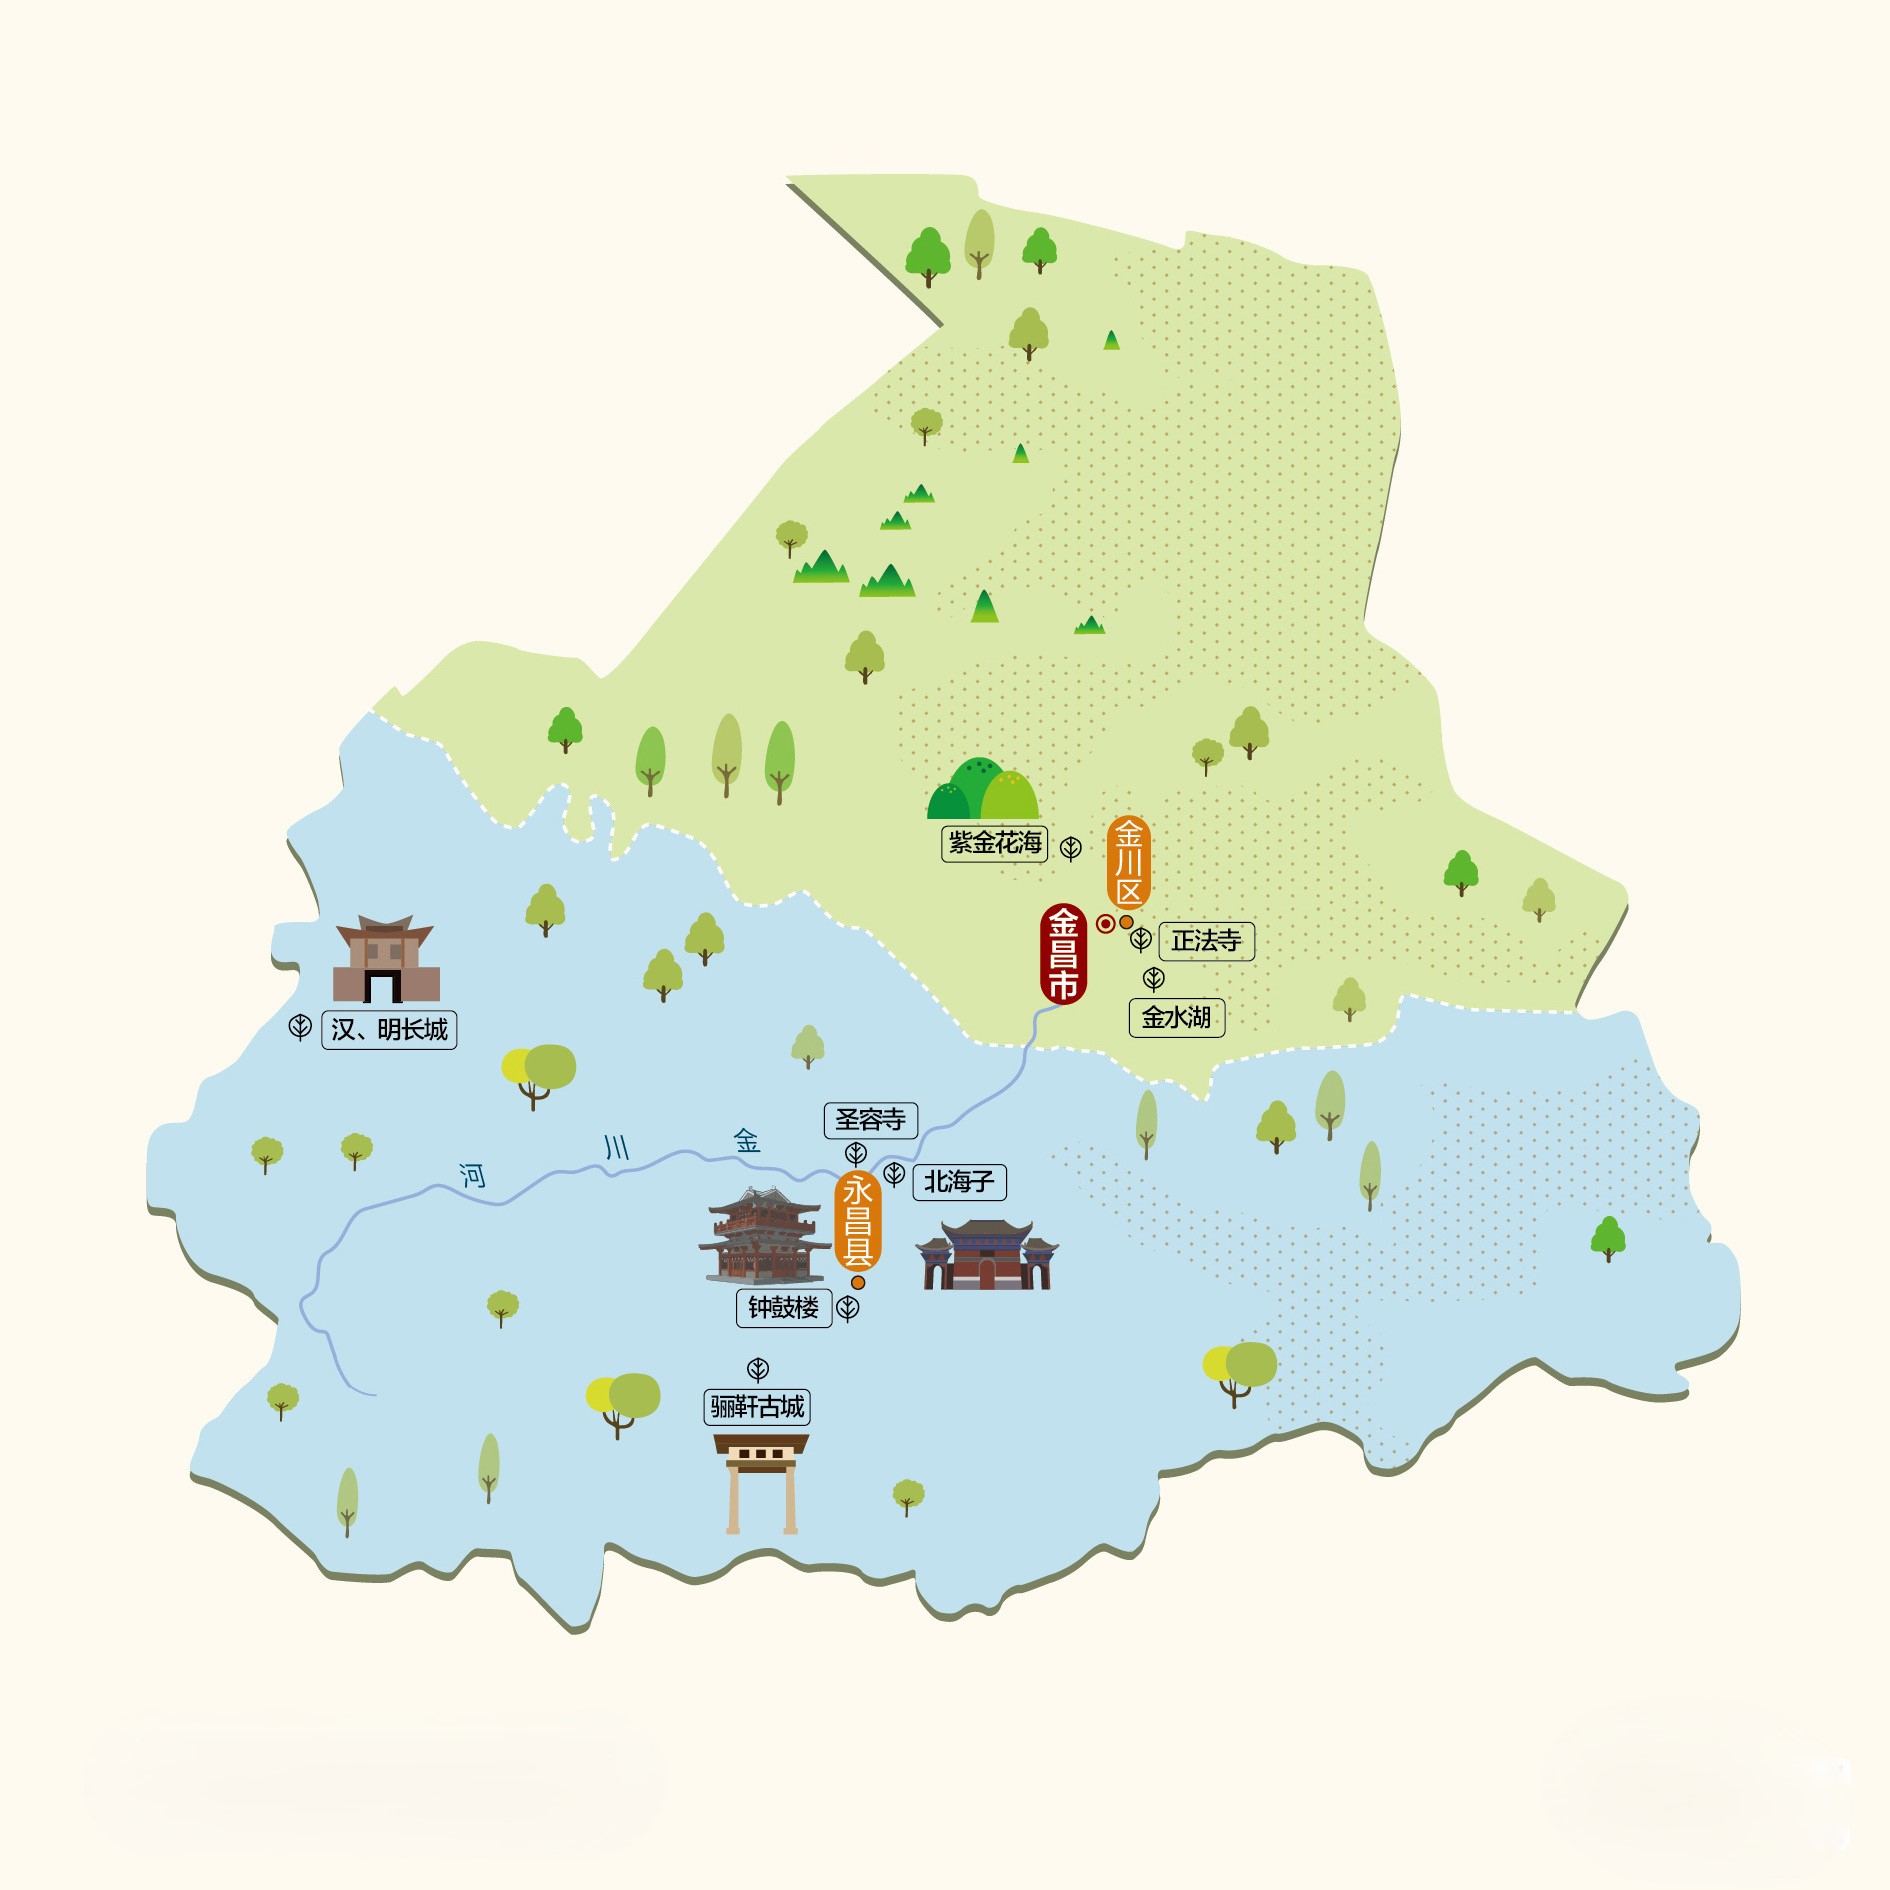 紫金花海
金川区
金昌市
正法寺
金水湖
汉、明长城
圣容寺
金川河
北海子
永昌县
钟鼓楼
骊靬古城